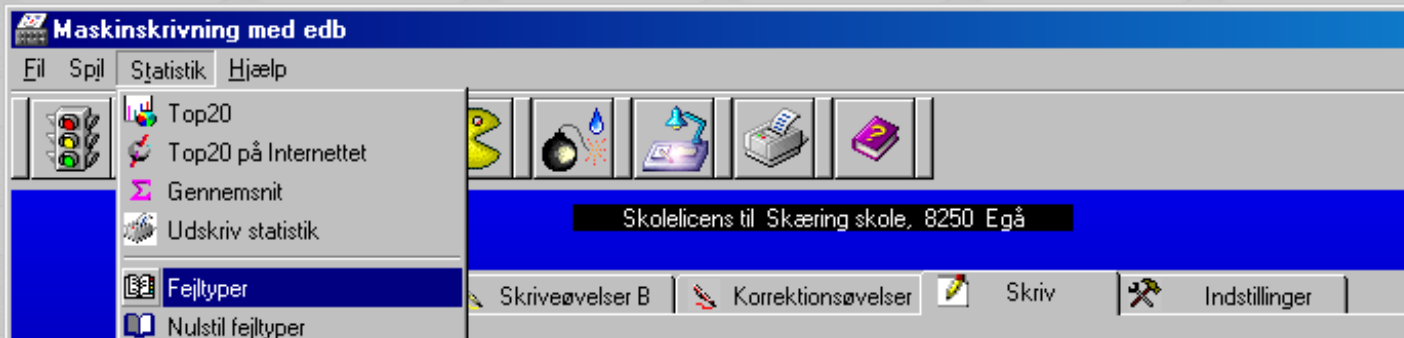 Maskinskrivning med edb
Fil Spil Statistik Hjælp
Top20
Top20 på Internettet
Gennemsnit
Udskriv statistik
Skolelicens til Skæring skole, 8250 Egå
Fejltyper
Nulstil fejltyper
Skriveøvelser B Korrektionsøvelser Skriv Indstillinger